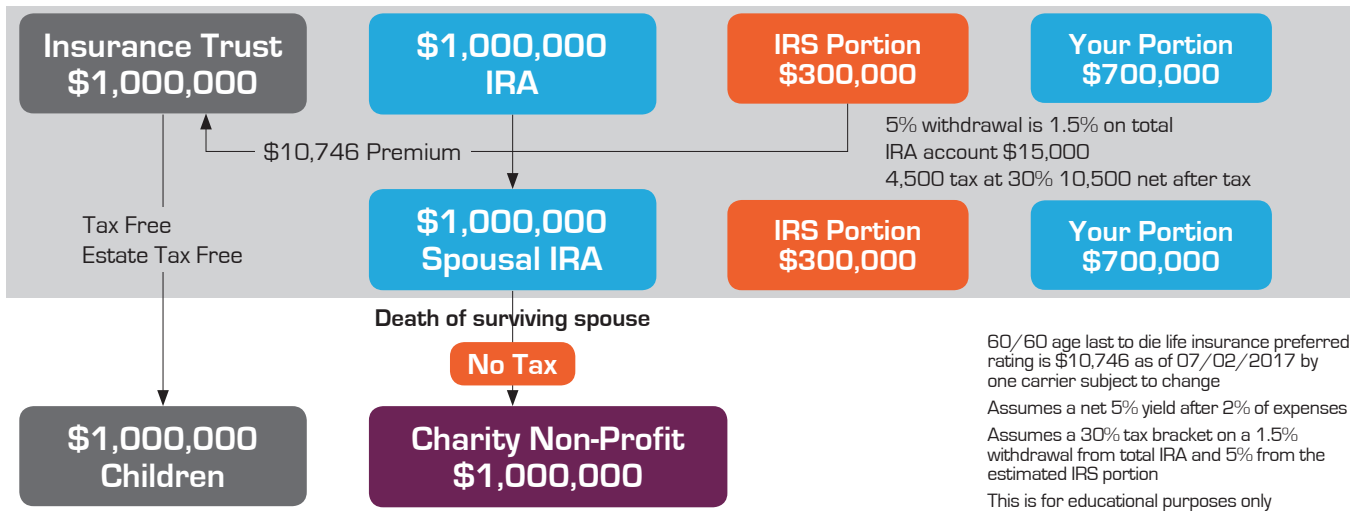 Insurance Trust
$1,000,000
$1,000,000
IRA
IRS Portion
$300,000
Your Portion
$700,000
$10,746 Premium
5% withdrawal is 1.5% on total
IRA account $15,000
4,500 tax at 30% 10,500 net after tax
Tax Free
Estate Tax Free
$1,000,000
Spousal IRA
IRS Portion
$300,000
Your Portion
$700,000
Death of surviving spouse
No Tax
$1,000,000
Children
Charity Non-Profit
$1,000,000
60/60 age last to die life insurance preferred
rating is $10,746 as of 07/02/2017 by
one carrier subject to change
Assumes a net 5% yield after 2% of expenses
Assumes a 30% tax bracket on a 1.5%
withdrawal from total IRA and 5% from the
estimated IRS portion
This is for educational purposes only